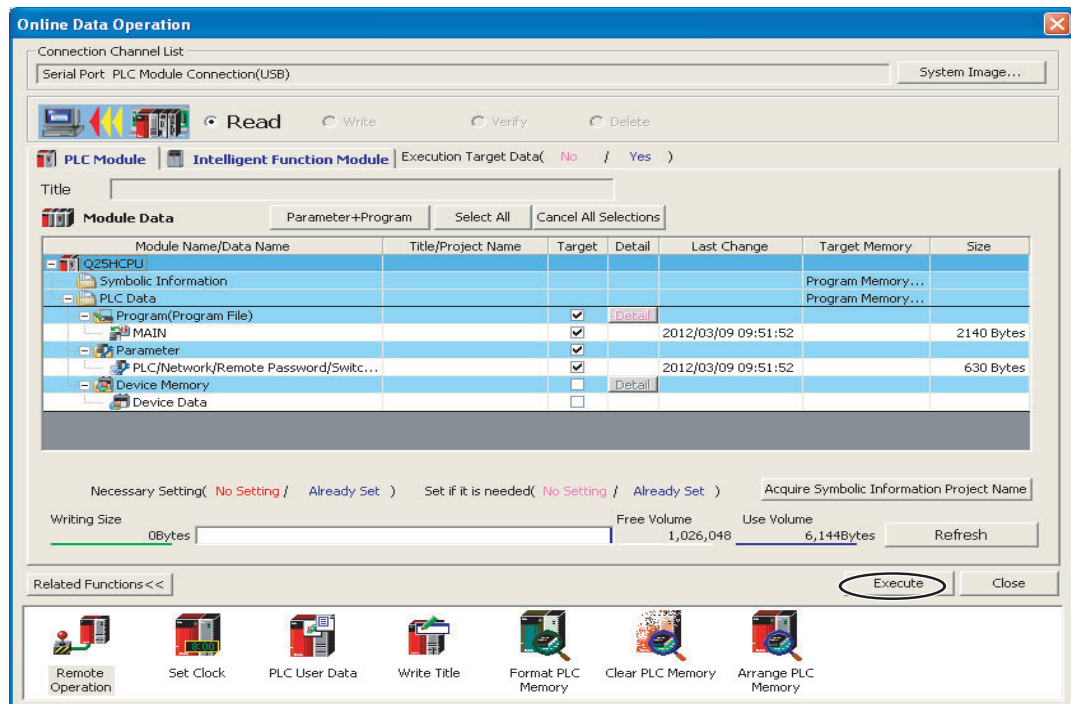 Online Data Operation
Connection Channel List
Serial Port PLC Module Connection(USB)
System Image...
Read Write Verify Delete
PLC Module Intelligent Function Module Execution Target Data( No / Yes )
Title
Module Data Parameter+Program Select All Cancel All Selections
Module Name/Data Name Title/Project Name Target Detail Last Change Target Memory Size
Q25HCPU
Symbolic Information Program Memory...
PLC Data Program Memory...
Program(Program File) Detail
MAIN 2012/03/09 09:51:52 2140 Bytes
Parameter
PLC/Network/Remote Password/Switc... 2012/03/09 09:51:52 630 Bytes
Device Memory Detail
Device Data
Necessary Setting( No Setting / Already Set ) Set if it is needed( No Setting / Already Set ) Acquire Symbolic Information Project Name
Writing Size Free Volume Use Volume
0Bytes 1,026,048 6,144Bytes Refresh
Related Functions<< Execute Close
8:00
Remote Operation Set Clock PLC User Data Write Title Format PLC Memory Clear PLC Memory Arrange PLC Memory